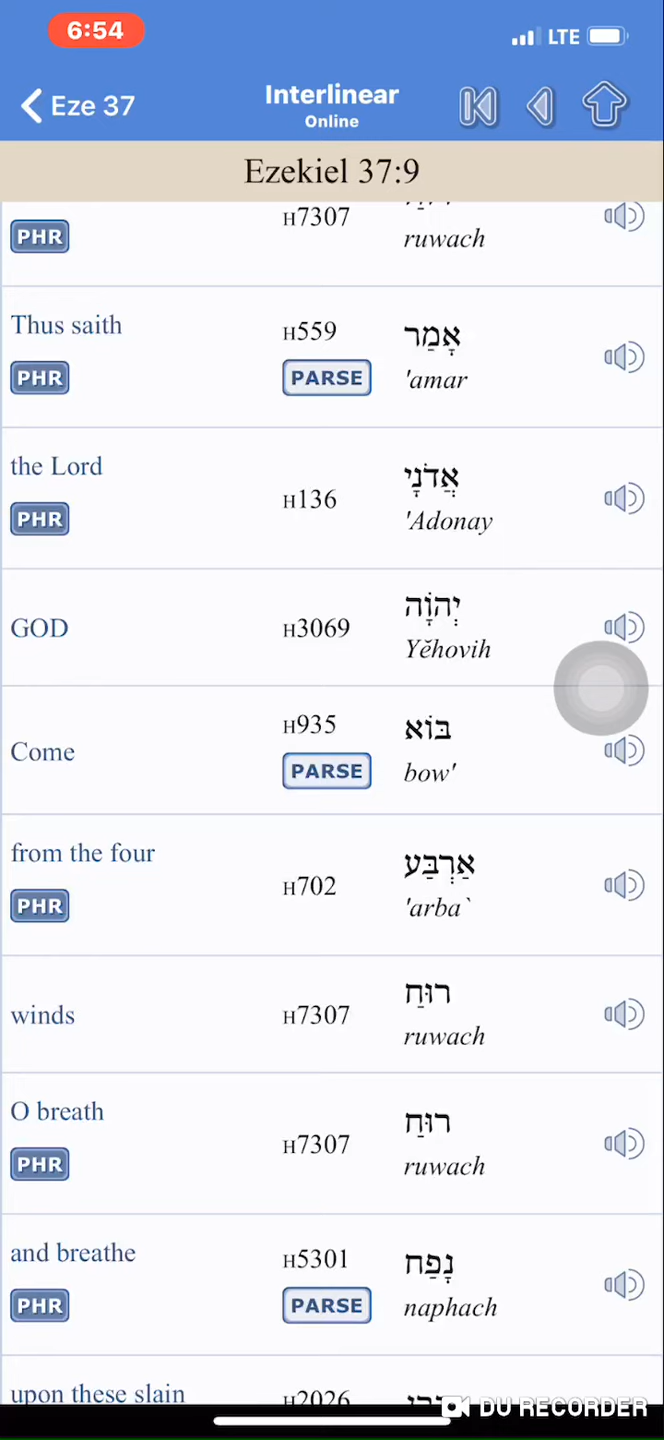 6:54
LTE
Eze 37
Interlinear
Online
Ezekiel 37:9
PHR
H7307
ruwach
Thus saith
PHR
H559
PARSE
אָמַר
'amar
the Lord
PHR
H136
אֲדֹנָי
'Adonay
GOD
H3069
יְהוָֹה
Yĕhovih
Come
H935
PARSE
בּוֹא
bow'
from the four
PHR
H702
אַרְבַּע
'arba`
winds
H7307
רוּחַ
ruwach
O breath
PHR
H7307
רוּחַ
ruwach
and breathe
PHR
H5301
PARSE
נָפַח
naphach
upon these slain
H2026
DU RECORDER